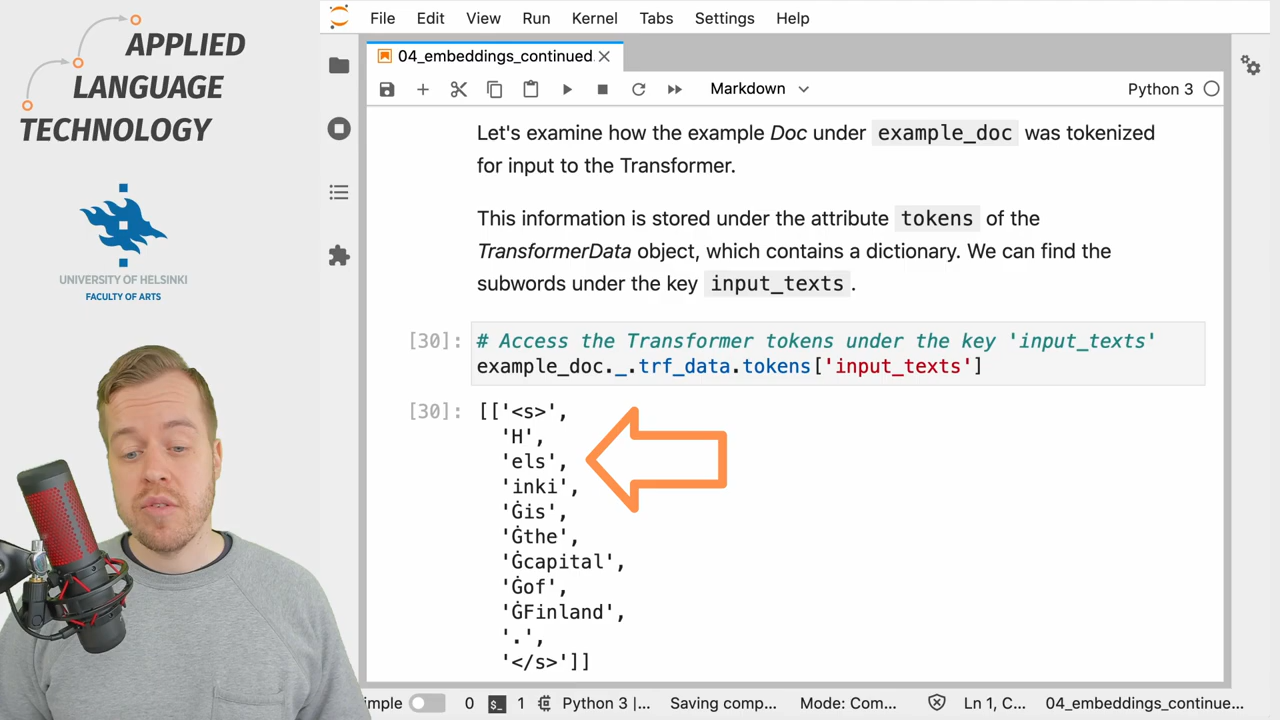 APPLIED
LANGUAGE
TECHNOLOGY
UNIVERSITY OF HELSINKI
FACULTY OF ARTS
File Edit View Run Kernel Tabs Settings Help
04_embeddings_continued
Markdown
Python 3
Let's examine how the example Doc under example_doc was tokenized
for input to the Transformer.
This information is stored under the attribute tokens of the
TransformerData object, which contains a dictionary. We can find the
subwords under the key input_texts.
[30]: # Access the Transformer tokens under the key 'input_texts'
example_doc._.trf_data.tokens['input_texts']
[30]: [['<s>',
'H',
'els',
'inki',
'Ġis',
'Ġthe',
'Ġcapital',
'Ġof',
'ĠFinland',
'.',
'</s>']]
imple 0 $_ 1 Python 3 |... Saving comp... Mode: Com... Ln 1, C... 04_embeddings_continue...